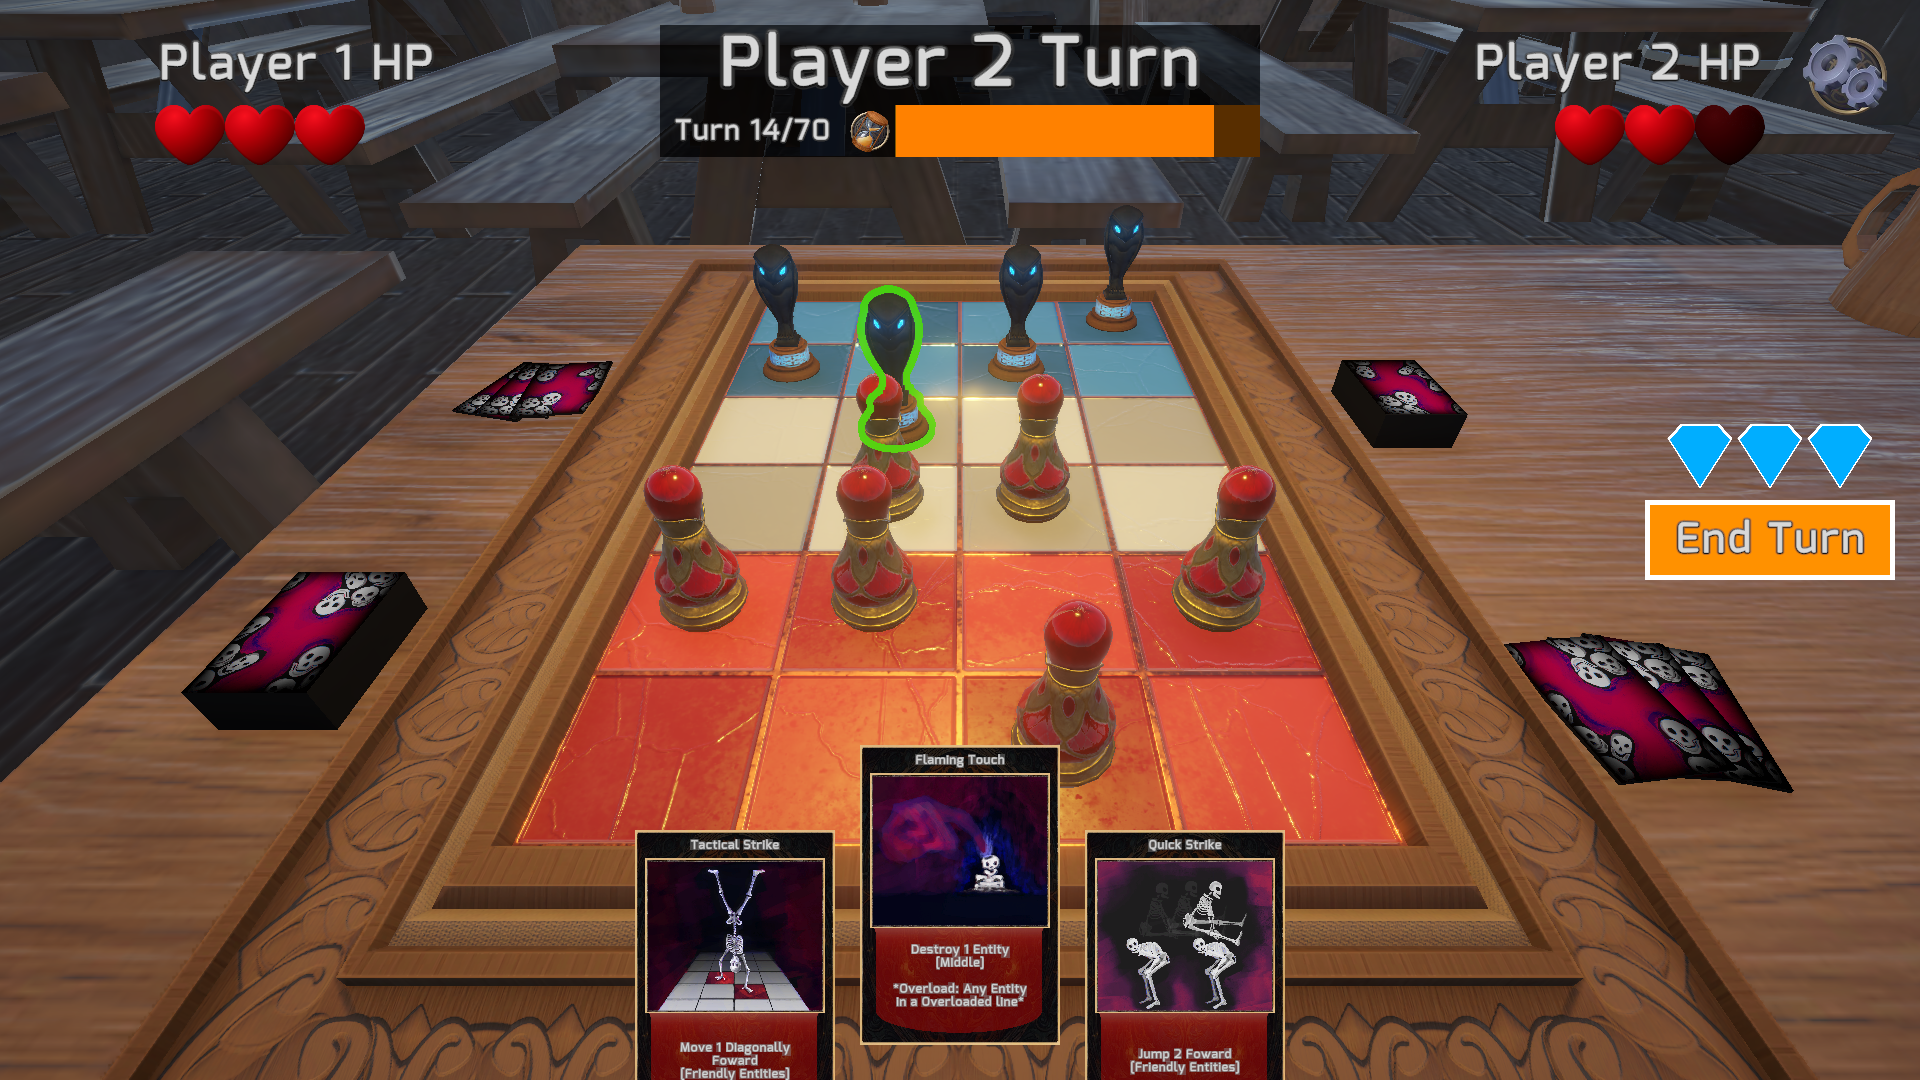 Player 1 HP
Player 2 Turn
Turn 14/70
Player 2 HP
End Turn
Flaming Touch
Destroy 1 Entity
[Middle]
*Overload: Any Entity
in a Overloaded line*
Tactical Strike
Move 1 Diagonally
Foward
[Friendly Entities]
Quick Strike
Jump 2 Foward
[Friendly Entities]